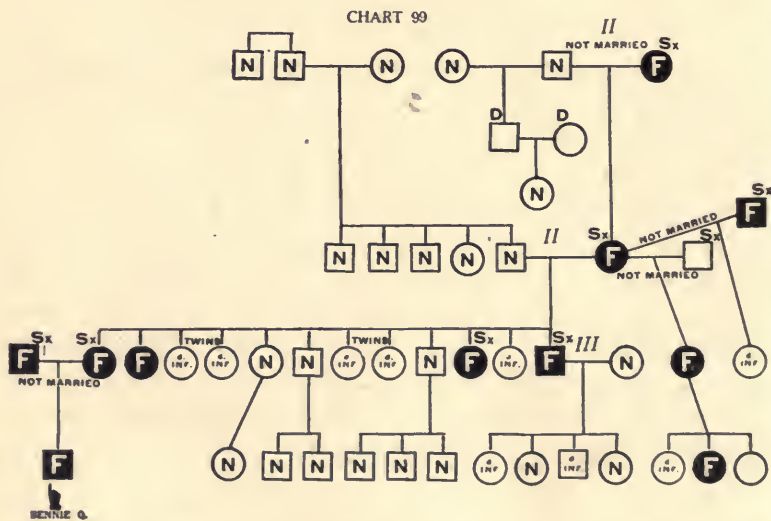 CHART 99
II
NOT MARRIED
Sx
N N N N N F
D D
N
Sx
F
N N N N N
II
Sx
F
NOT MARRIED
Sx
NOT MARRIED
Sx Sx
TWINS
TWINS
Sx
Sx
III
F F F d. INF. d. INF. N N d. INF. d. INF. N F d. INF. F N F d. INF.
NOT MARRIED
F
N N N N N N d. INF. N d. INF. N d. INF. F
BENNIE Q.